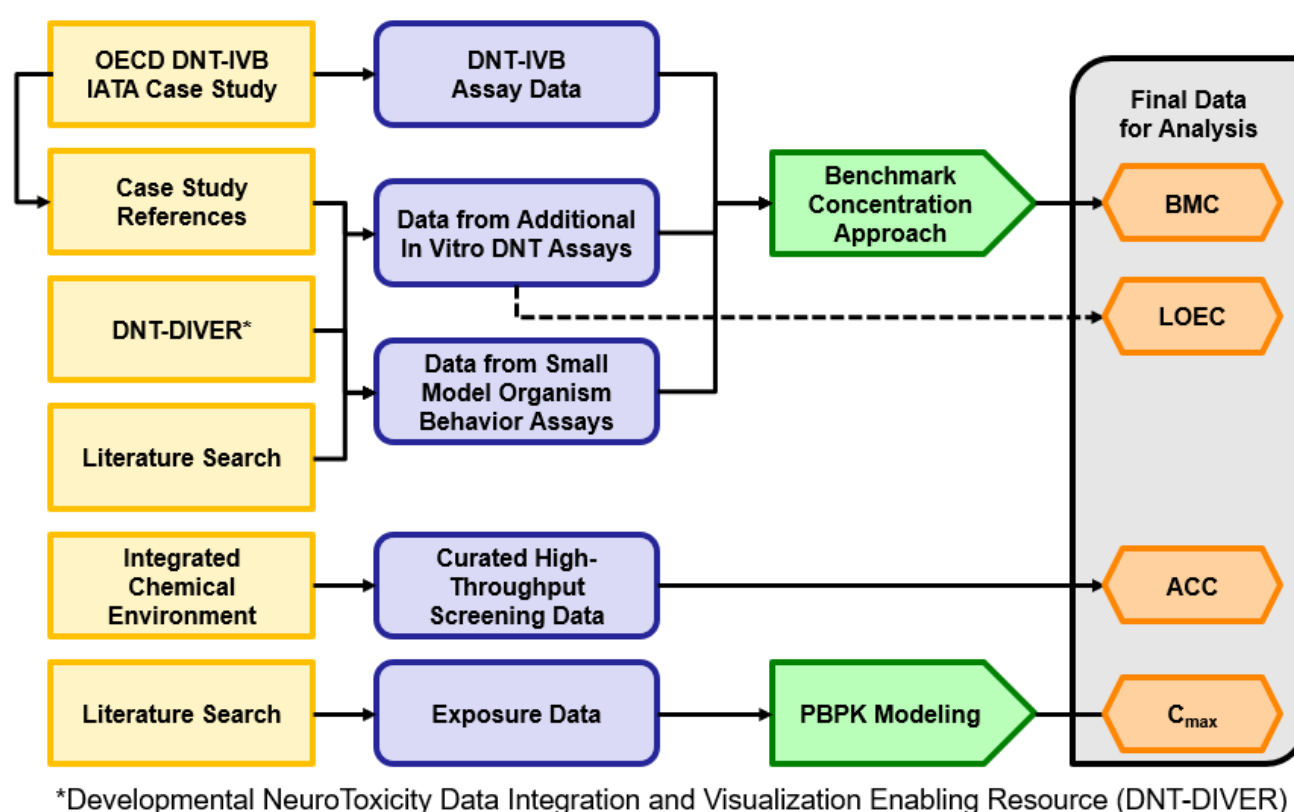 OECD DNT-IVB
IATA Case Study
DNT-IVB
Assay Data
Final Data
for Analysis
Case Study
References
Data from Additional
In Vitro DNT Assays
Benchmark
Concentration
Approach
BMC
DNT-DIVER*
LOEC
Data from Small
Model Organism
Behavior Assays
Literature Search
Integrated
Chemical
Environment
Curated High-
Throughput
Screening Data
ACC
Literature Search
Exposure Data
PBPK Modeling
Cmax
*Developmental NeuroToxicity Data Integration and Visualization Enabling Resource (DNT-DIVER)